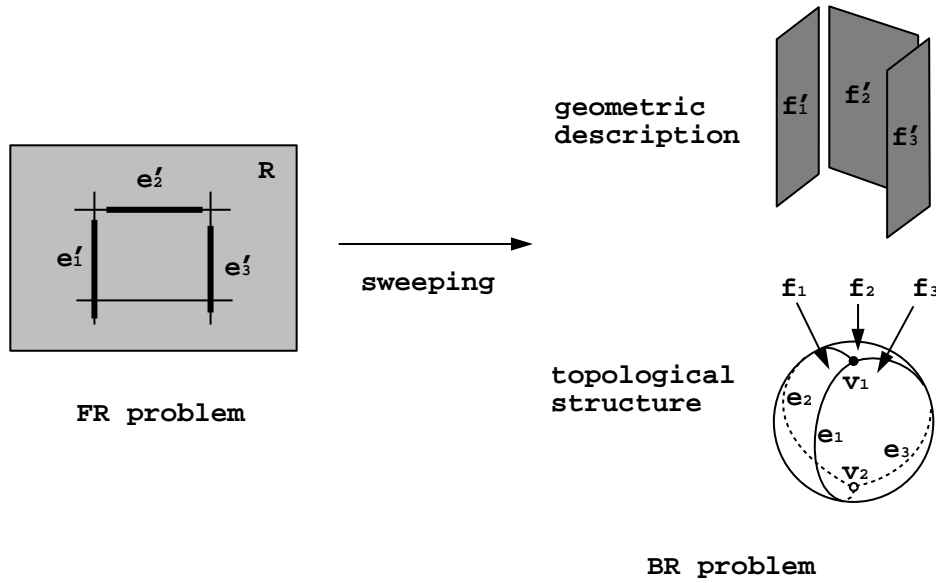 geometric
description
f′₁
f′₂
f′₃
R
e′₂
e′₁
e′₃
sweeping
FR problem
f₁ f₂ f₃
topological
structure
v₁
e₂
e₁
e₃
v₂
BR problem